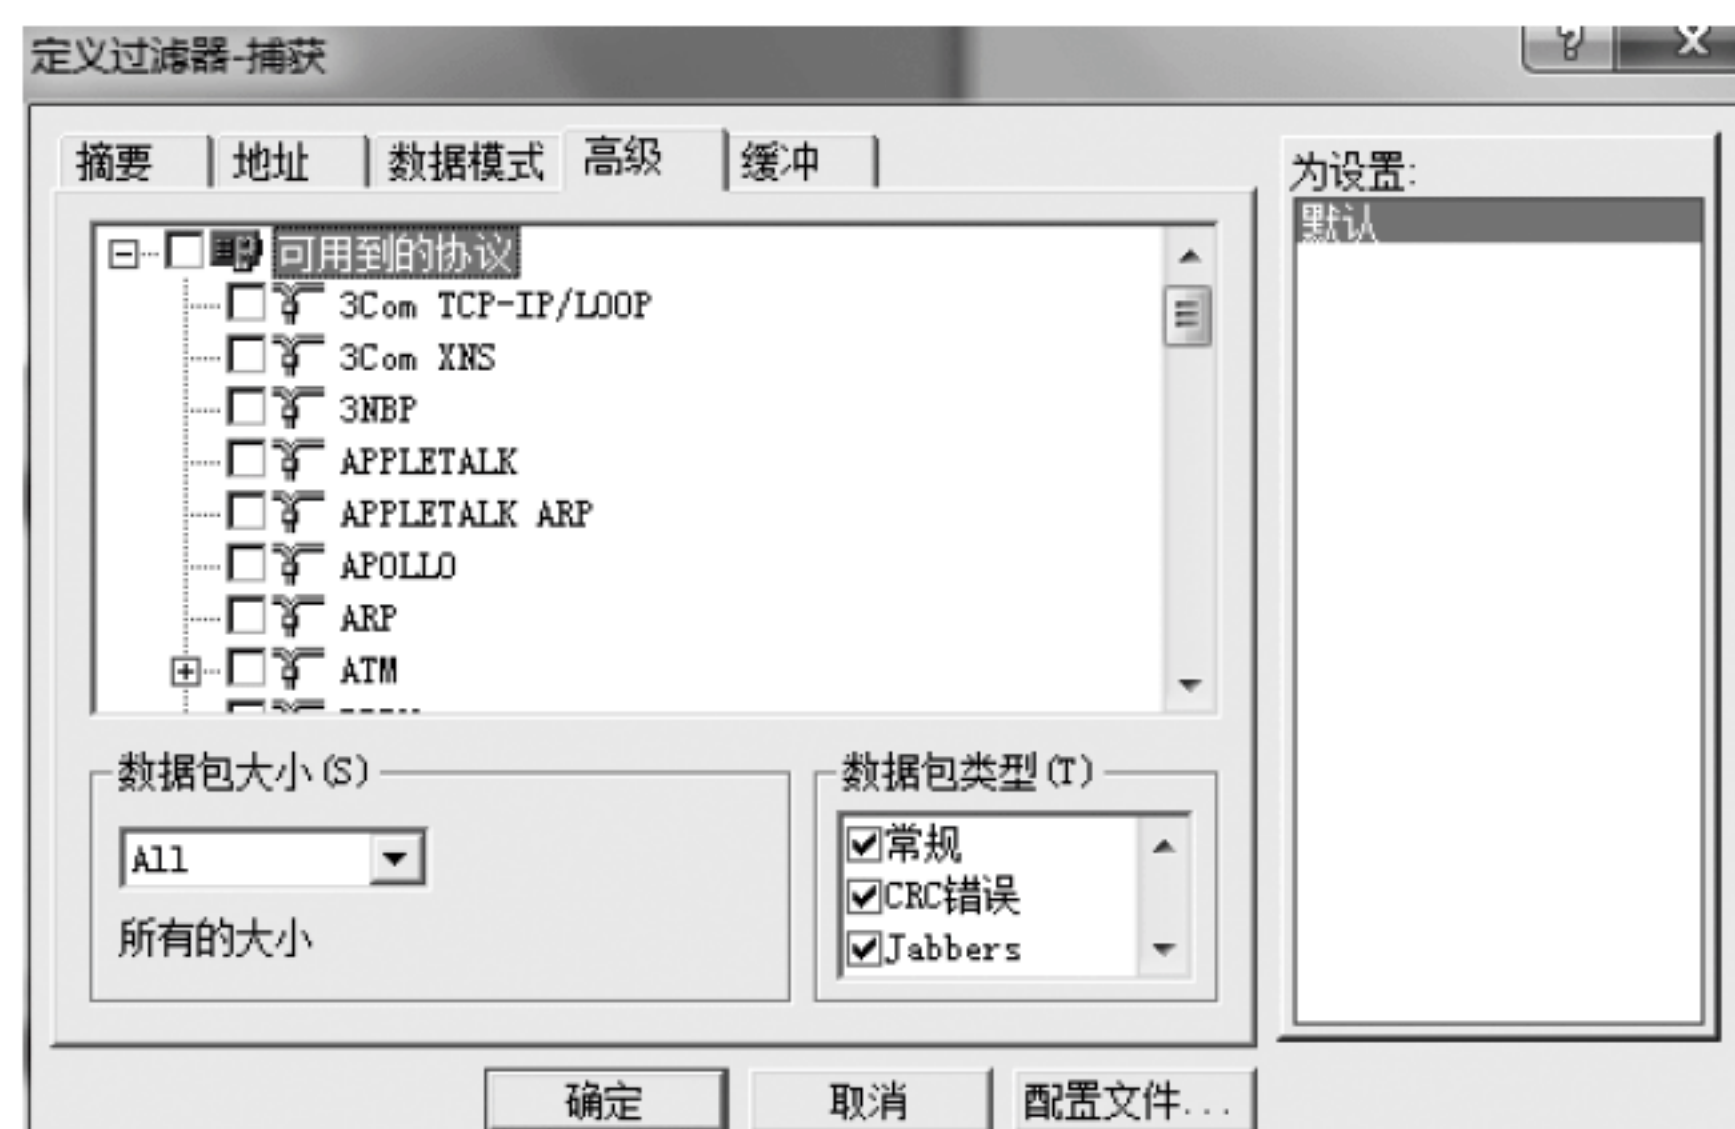 定义过滤器-捕获
摘要 地址 数据模式 高级 缓冲
为设置:
默认
可用到的协议
3Com TCP-IP/LOOP
3Com XNS
3NBP
APPLETALK
APPLETALK ARP
APOLLO
ARP
ATM
数据包大小(S)
All
所有的大小
数据包类型(T)
常规
CRC错误
Jabbers
确定 取消 配置文件...